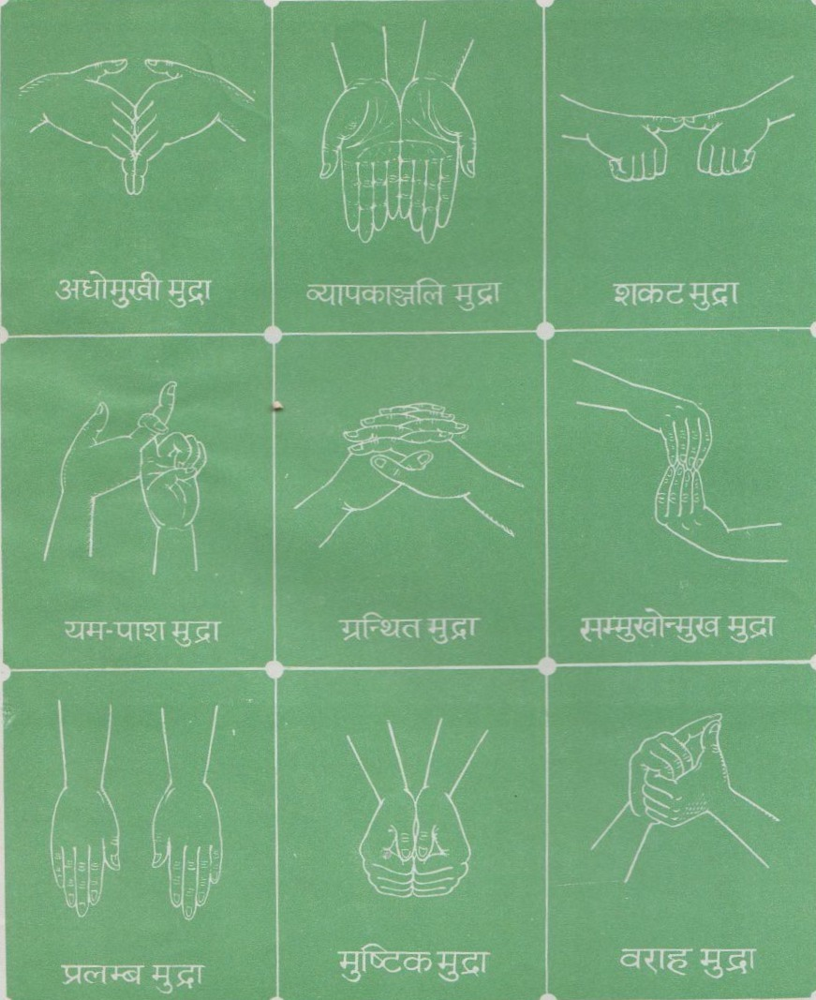 अधोमुखी मुद्रा
व्यापकाञ्जलि मुद्रा
शकट मुद्रा
यम-पाश मुद्रा
ग्रन्थित मुद्रा
सम्मुखोन्मुख मुद्रा
प्रलम्ब मुद्रा
मुष्टिक मुद्रा
वराह मुद्रा